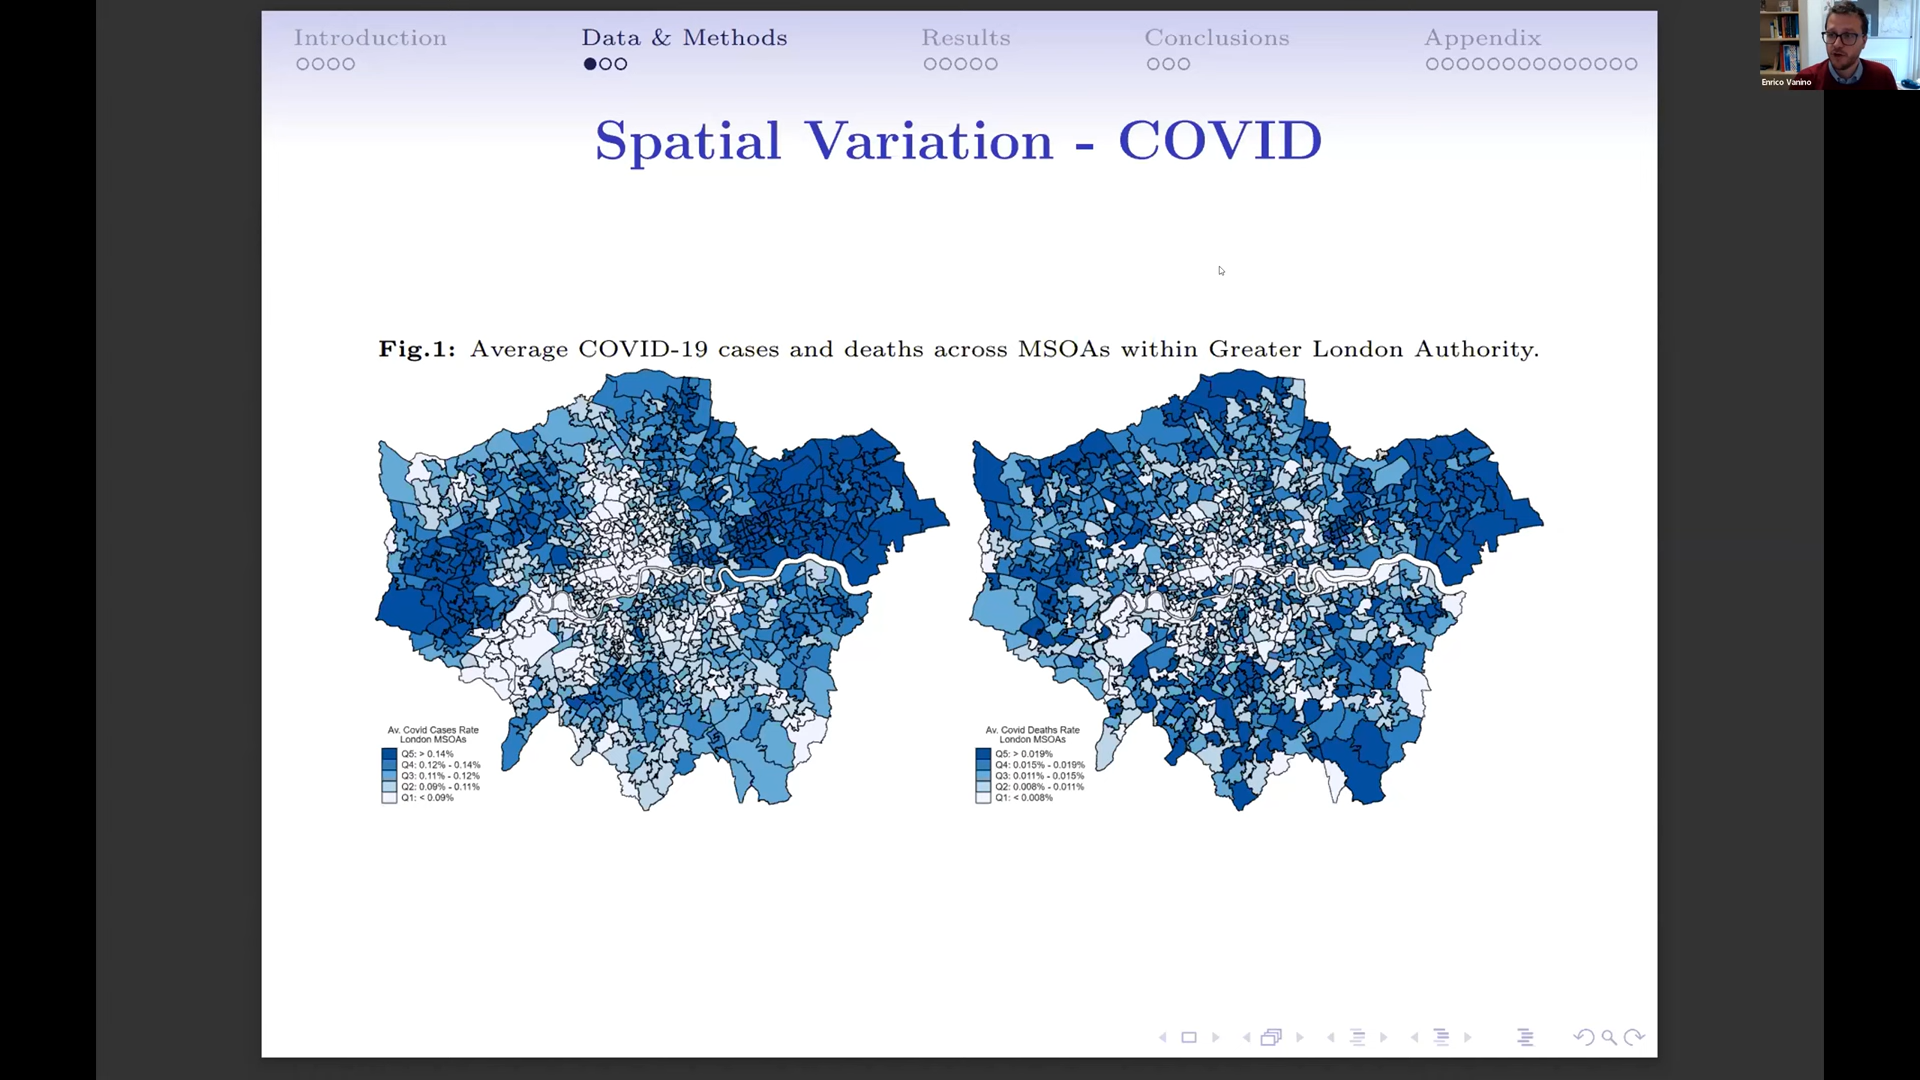 Introduction Data & Methods Results Conclusions Appendix
Enrico Vanino
Spatial Variation - COVID
Fig.1: Average COVID-19 cases and deaths across MSOAs within Greater London Authority.
Av. Covid Cases Rate
London MSOAs
Q5: > 0.14%
Q4: 0.12% - 0.14%
Q3: 0.11% - 0.12%
Q2: 0.09% - 0.11%
Q1: < 0.09%
Av. Covid Deaths Rate
London MSOAs
Q5: > 0.019%
Q4: 0.015% - 0.019%
Q3: 0.011% - 0.015%
Q2: 0.008% - 0.011%
Q1: < 0.008%